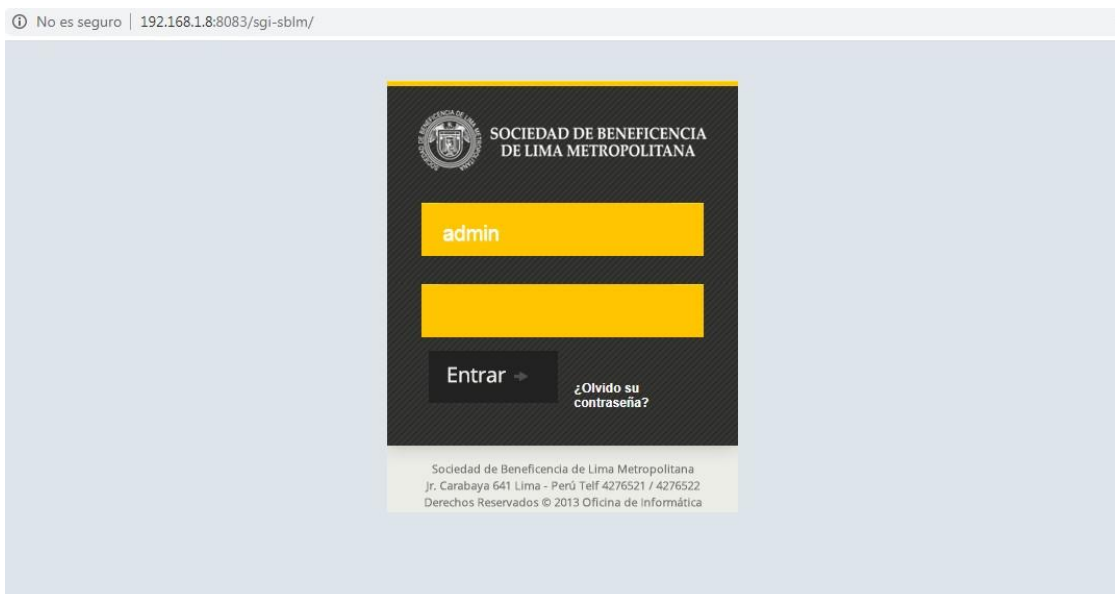 No es seguro | 192.168.1.8:8083/sgi-sblm/
SOCIEDAD DE BENEFICENCIA
DE LIMA METROPOLITANA
admin
Entrar
¿Olvido su
contraseña?
Sociedad de Beneficencia de Lima Metropolitana
Jr. Carabaya 641 Lima - Perú Telf 4276521 / 4276522
Derechos Reservados © 2013 Oficina de Informática